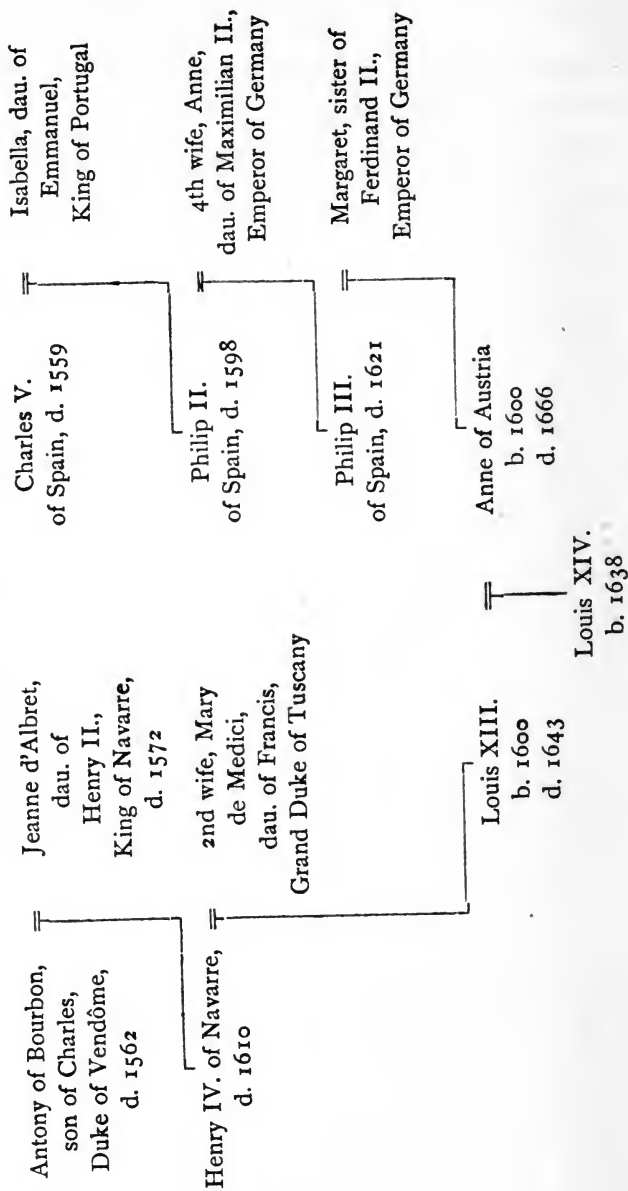 Antony of Bourbon,
son of Charles,
Duke of Vendôme,
d. 1562
Jeanne d'Albret,
dau. of
Henry II.,
King of Navarre,
d. 1572
Henry IV. of Navarre,
d. 1610
2nd wife, Mary
de Medici,
dau. of Francis,
Grand Duke of Tuscany
Charles V.
of Spain, d. 1559
Isabella, dau. of
Emmanuel,
King of Portugal
Philip II.
of Spain, d. 1598
4th wife, Anne,
dau. of Maximilian II.,
Emperor of Germany
Philip III.
of Spain, d. 1621
Margaret, sister of
Ferdinand II.,
Emperor of Germany
Louis XIII.
b. 1600
d. 1643
Anne of Austria
b. 1600
d. 1666
Louis XIV.
b. 1638